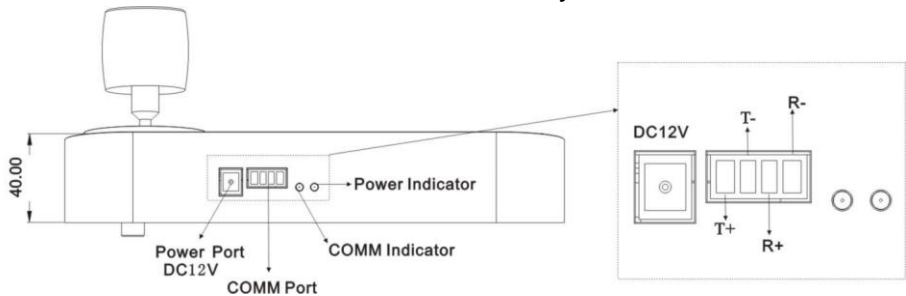 R-
T-
DC12V
40.00
Power Indicator
T+
R+
Power Port
DC12V
COMM Indicator
COMM Port